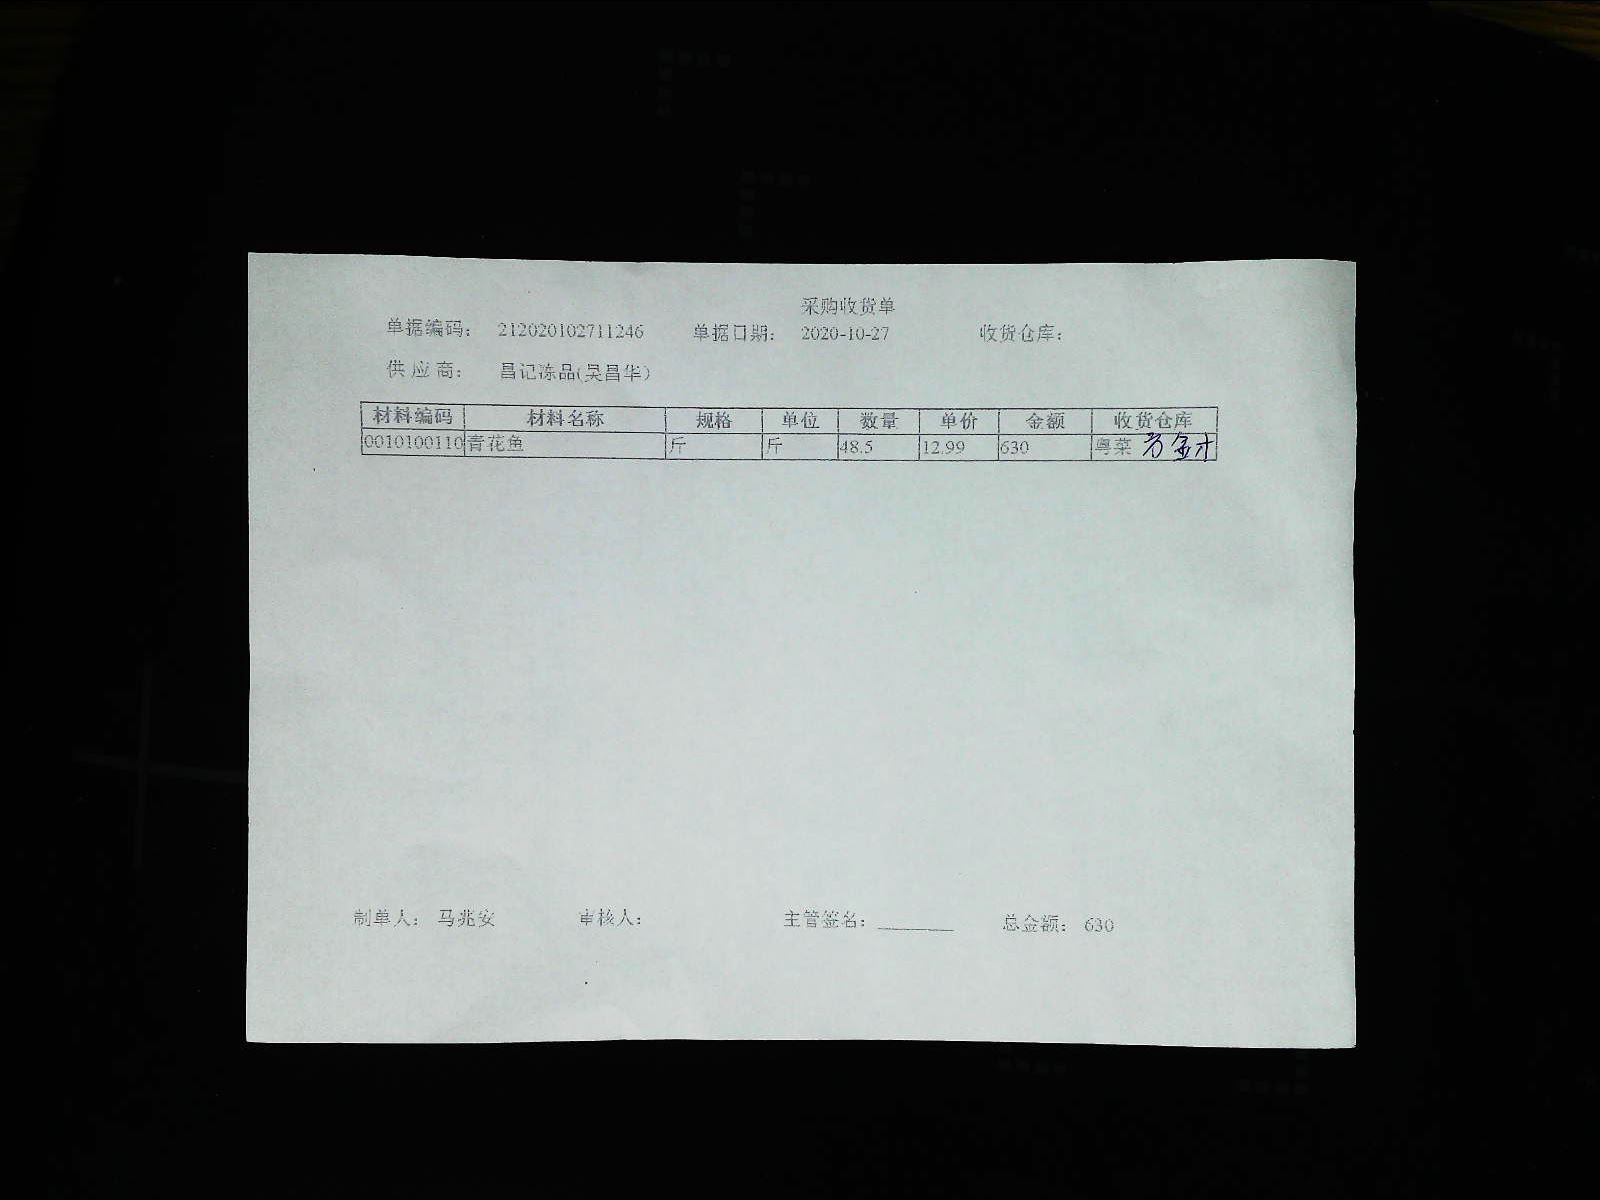 采购收货单
单据编码： 212020102711246 单据日期： 2020-10-27 收货仓库：
供 应 商： 昌记冻品(吴昌华）
材料编码 材料名称 规格 单位 数量 单价 金额 收货仓库
0010100110 青花鱼 斤 斤 48.5 12.99 630 粤菜 方金才
制单人： 马兆安 审核人： 主管签名：________ 总金额： 630